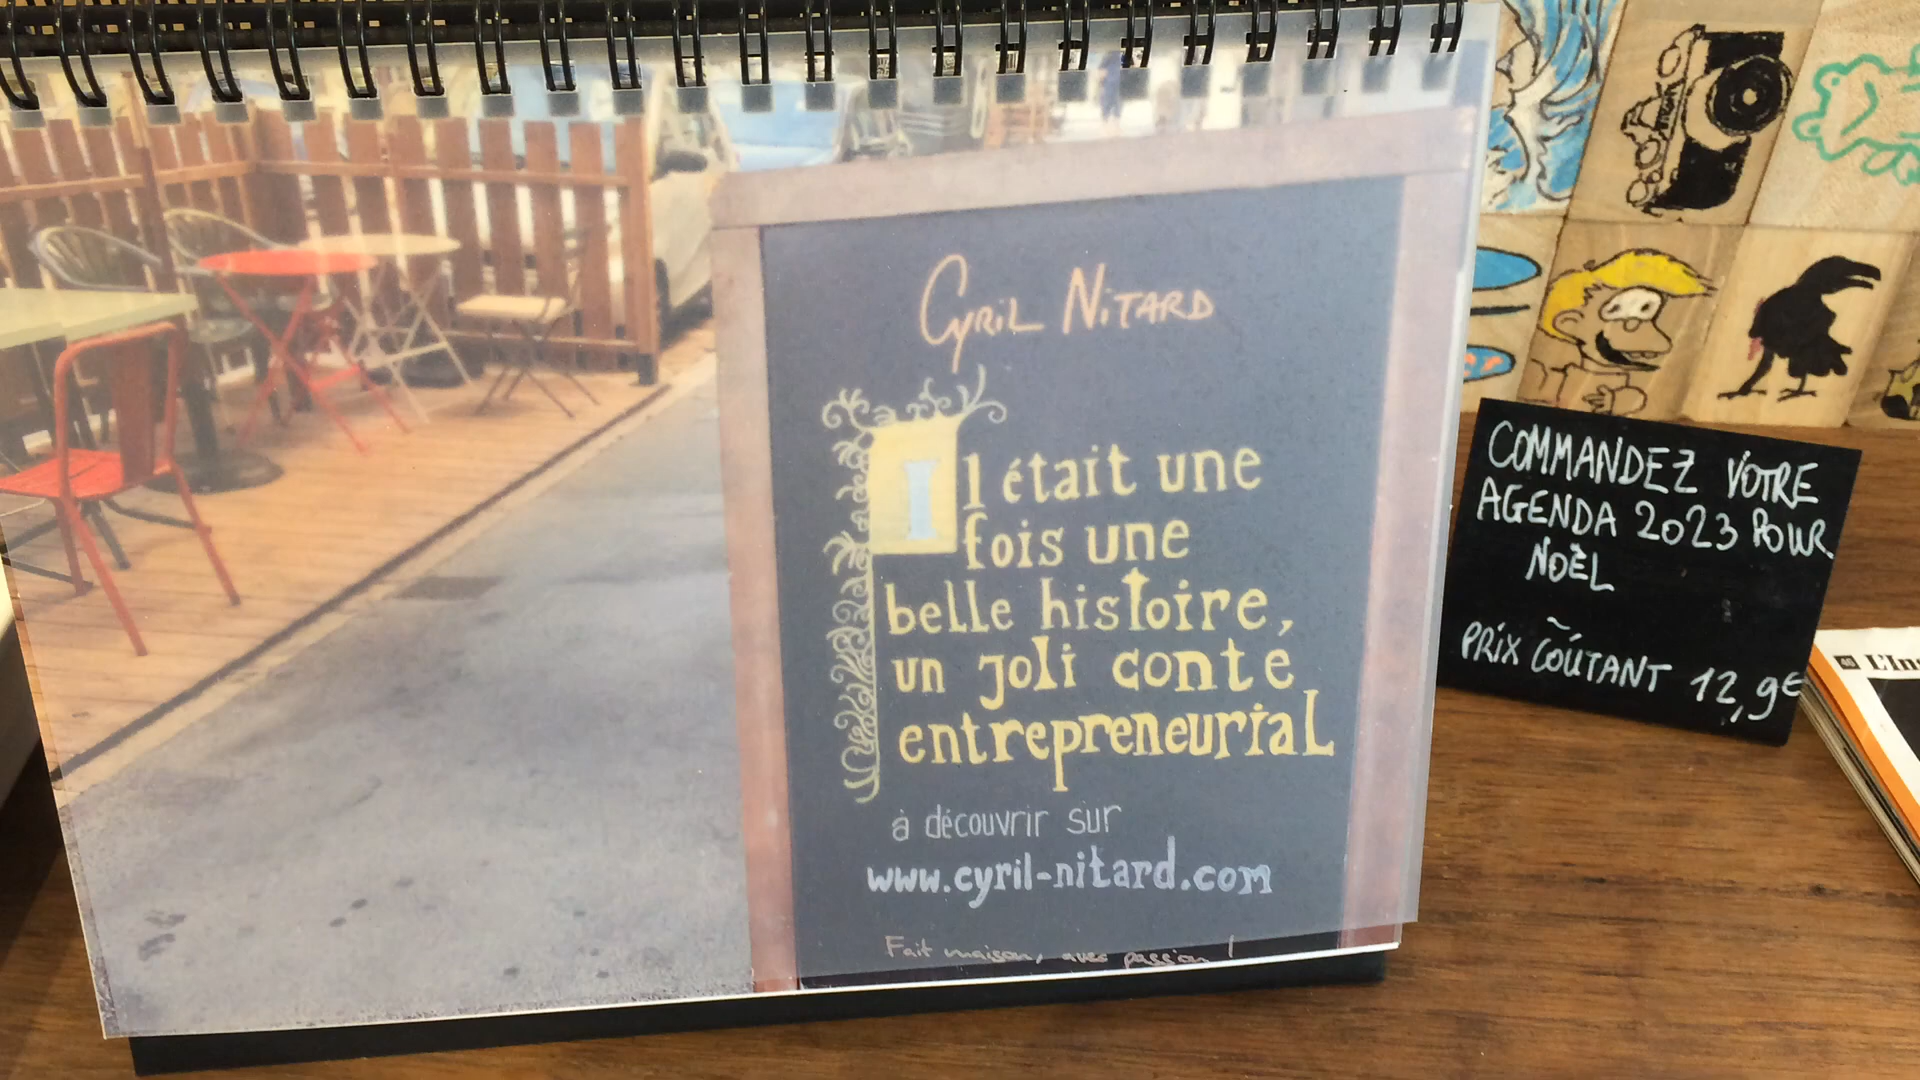 Cyril Nitard
Il était une
fois une
belle histoire,
un joli conte
entrepreneurial
à découvrir sur
www.cyril-nitard.com
Fait maison, avec passion !
COMMANDEZ VOTRE
AGENDA 2023 POUR
NOËL
PRIX COÛTANT 12,9€